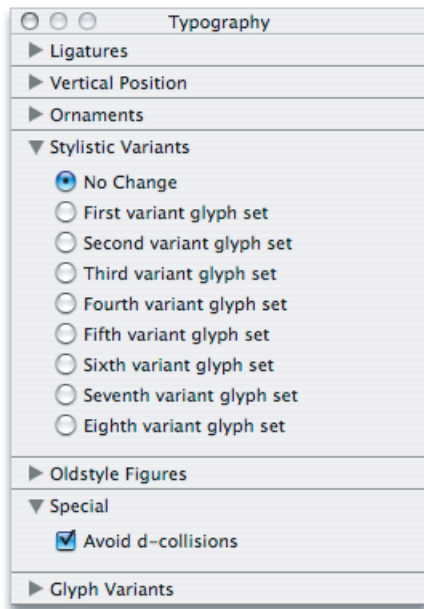 Typography
Ligatures
Vertical Position
Ornaments
Stylistic Variants
No Change
First variant glyph set
Second variant glyph set
Third variant glyph set
Fourth variant glyph set
Fifth variant glyph set
Sixth variant glyph set
Seventh variant glyph set
Eighth variant glyph set
Oldstyle Figures
Special
Avoid d-collisions
Glyph Variants